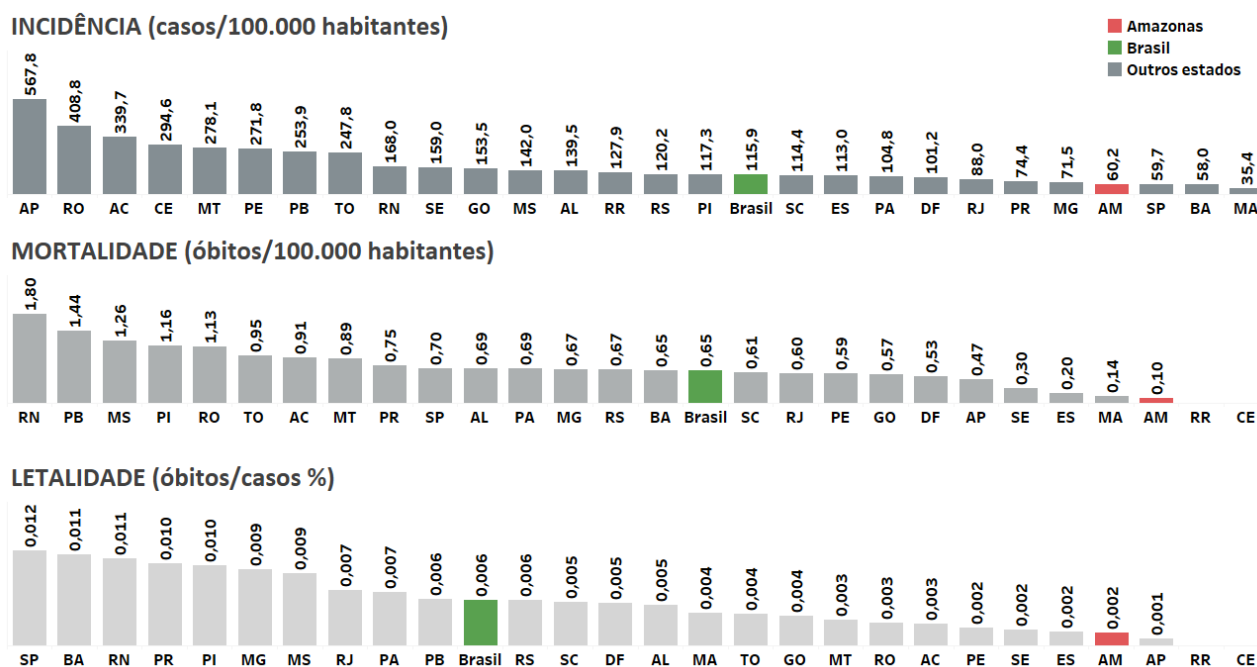 INCIDÊNCIA (casos/100.000 habitantes)
Amazonas
Brasil
Outros estados
567,8 408,8 339,7 294,6 278,1 271,8 253,9 247,8 168,0 159,0 153,5 142,0 139,5 127,9 120,2 117,3 115,9 114,4 113,0 104,8 101,2 88,0 74,4 71,5 60,2 59,7 58,0 35,4
AP RO AC CE MT PE PB TO RN SE GO MS AL RR RS PI Brasil SC ES PA DF RJ PR MG AM SP BA MA
MORTALIDADE (óbitos/100.000 habitantes)
1,80 1,44 1,26 1,16 1,13 0,95 0,91 0,89 0,75 0,70 0,69 0,69 0,67 0,67 0,65 0,65 0,61 0,60 0,59 0,57 0,53 0,47 0,30 0,20 0,14 0,10
RN PB MS PI RO TO AC MT PR SP AL PA MG RS BA Brasil SC RJ PE GO DF AP SE ES MA AM RR CE
LETALIDADE (óbitos/casos %)
0,012 0,011 0,011 0,010 0,010 0,009 0,009 0,007 0,007 0,006 0,006 0,006 0,005 0,005 0,005 0,004 0,004 0,004 0,003 0,003 0,003 0,002 0,002 0,002 0,002 0,001
SP BA RN PR PI MG MS RJ PA PB Brasil RS SC DF AL MA TO GO MT RO AC PE SE ES AM AP RR CE